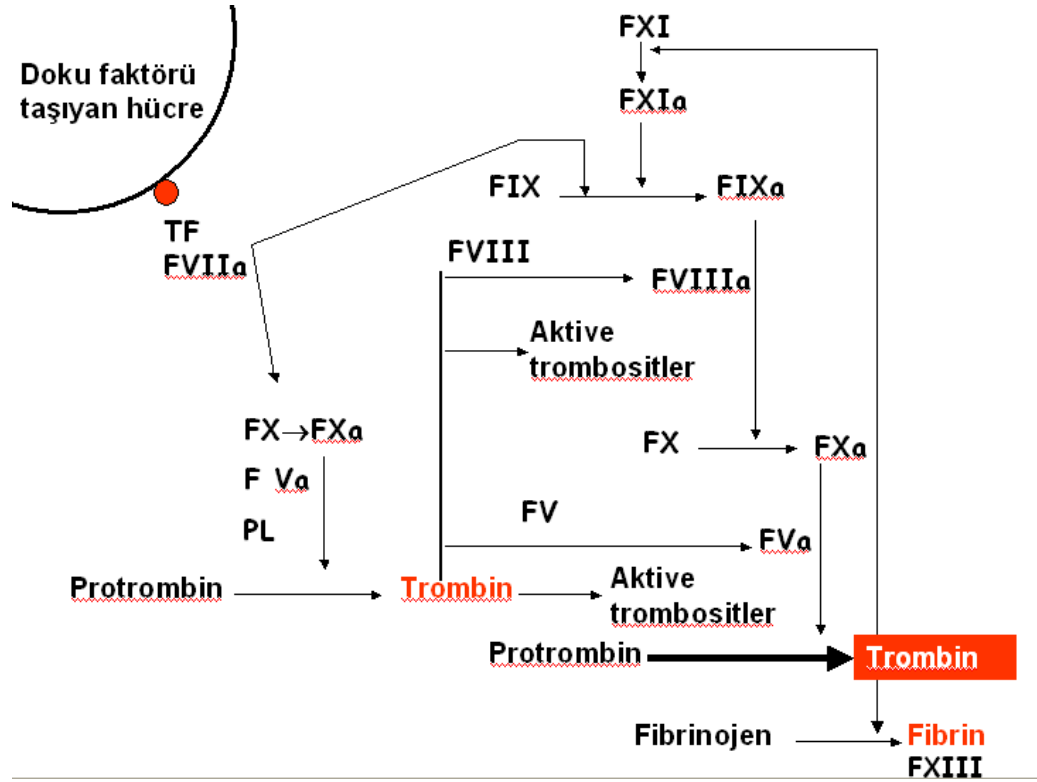 FXI
Doku faktörü
taşıyan hücre
FXIa
FIX
FIXa
TF
FVIIa
FVIII
FVIIIa
Aktive
trombositler
FX→FXa
FX
FXa
F Va
PL
FV
FVa
Protrombin
Trombin
Aktive
trombositler
Protrombin
Trombin
Fibrinojen
Fibrin
FXIII